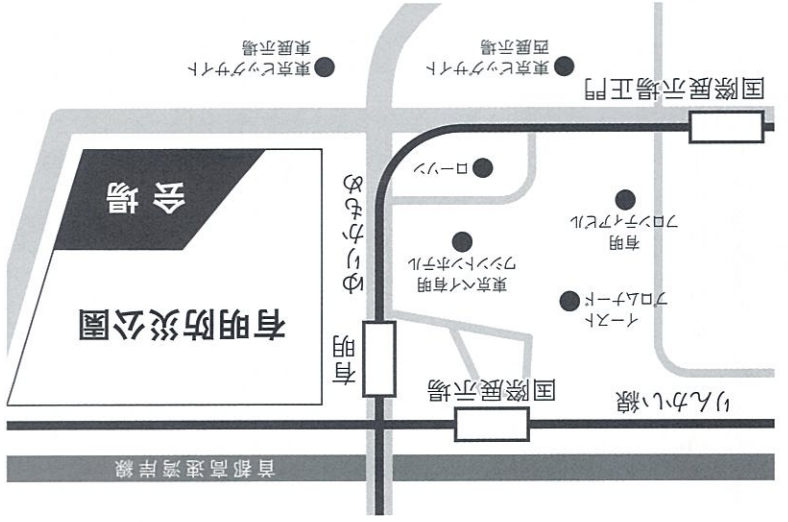 首都高速湾岸線
りんかい線
国際展示場
有明
ゆりかもめ
有明防災公園
会場
イースト
プロムナード
有明
フロンティアビル
東京ベイ有明
ワシントンホテル
ローソン
国際展示場正門
東京ビッグサイト
西展示場
東京ビッグサイト
東展示場